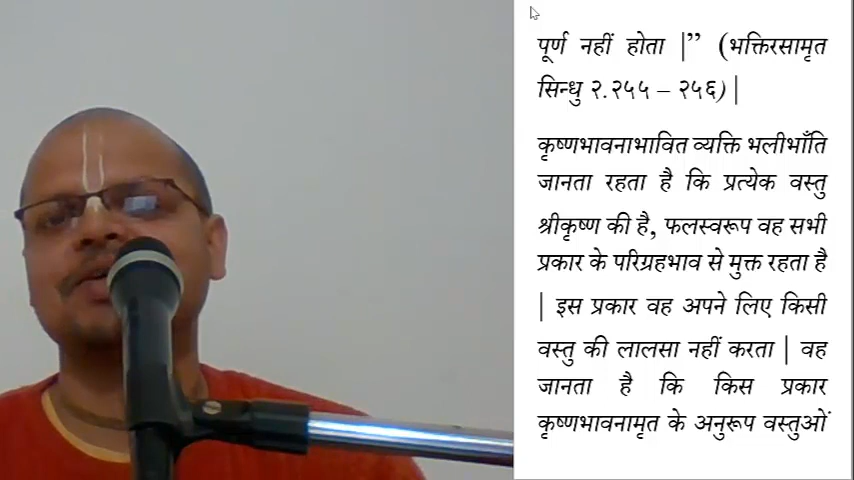 पूर्ण नहीं होता |” (भक्तिरसामृत
सिन्धु २.२५५ – २५६) |
कृष्णभावनाभावित व्यक्ति भलीभाँति
जानता रहता है कि प्रत्येक वस्तु
श्रीकृष्ण की है, फलस्वरूप वह सभी
प्रकार के परिग्रहभाव से मुक्त रहता है
| इस प्रकार वह अपने लिए किसी
वस्तु की लालसा नहीं करता | वह
जानता है कि किस प्रकार
कृष्णभावनामृत के अनुरूप वस्तुओं